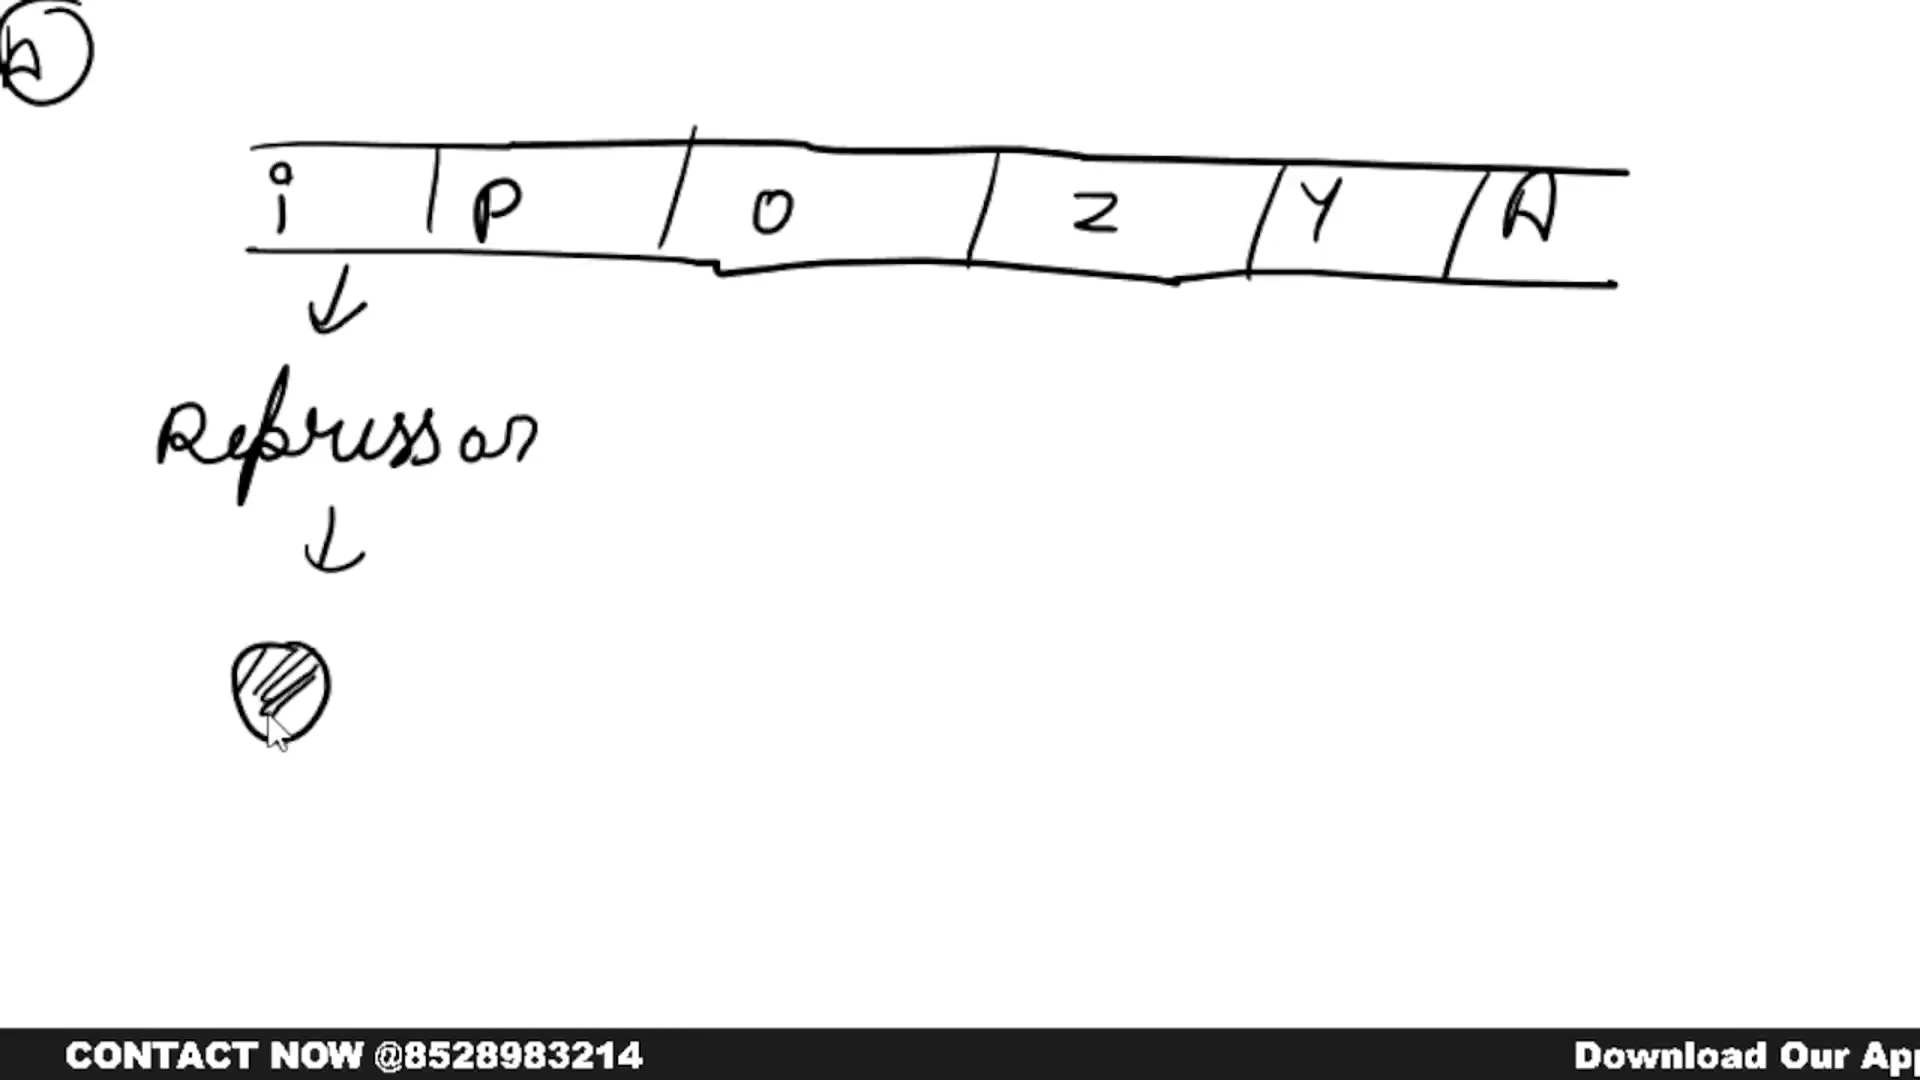 A
i P O Z Y A
Repressor
CONTACT NOW @8528983214
Download Our App